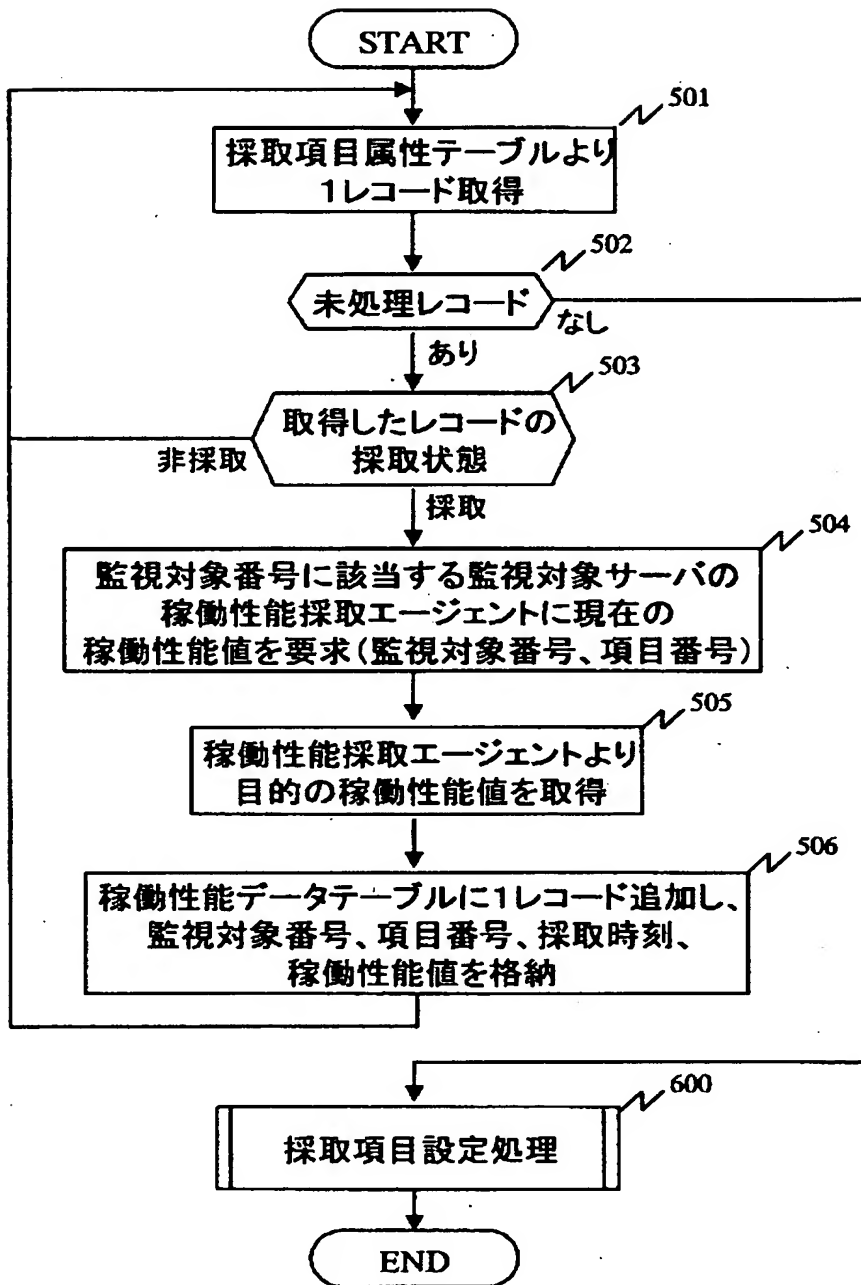 START
501
採取項目属性テーブルより
1レコード取得
502
未処理レコード
なし
あり
503
取得したレコードの
採取状態
非採取
採取
504
監視対象番号に該当する監視対象サーバの
稼働性能採取エージェントに現在の
稼働性能値を要求(監視対象番号、項目番号)
505
稼働性能採取エージェントより
目的の稼働性能値を取得
506
稼働性能データテーブルに1レコード追加し、
監視対象番号、項目番号、採取時刻、
稼働性能値を格納
600
採取項目設定処理
END